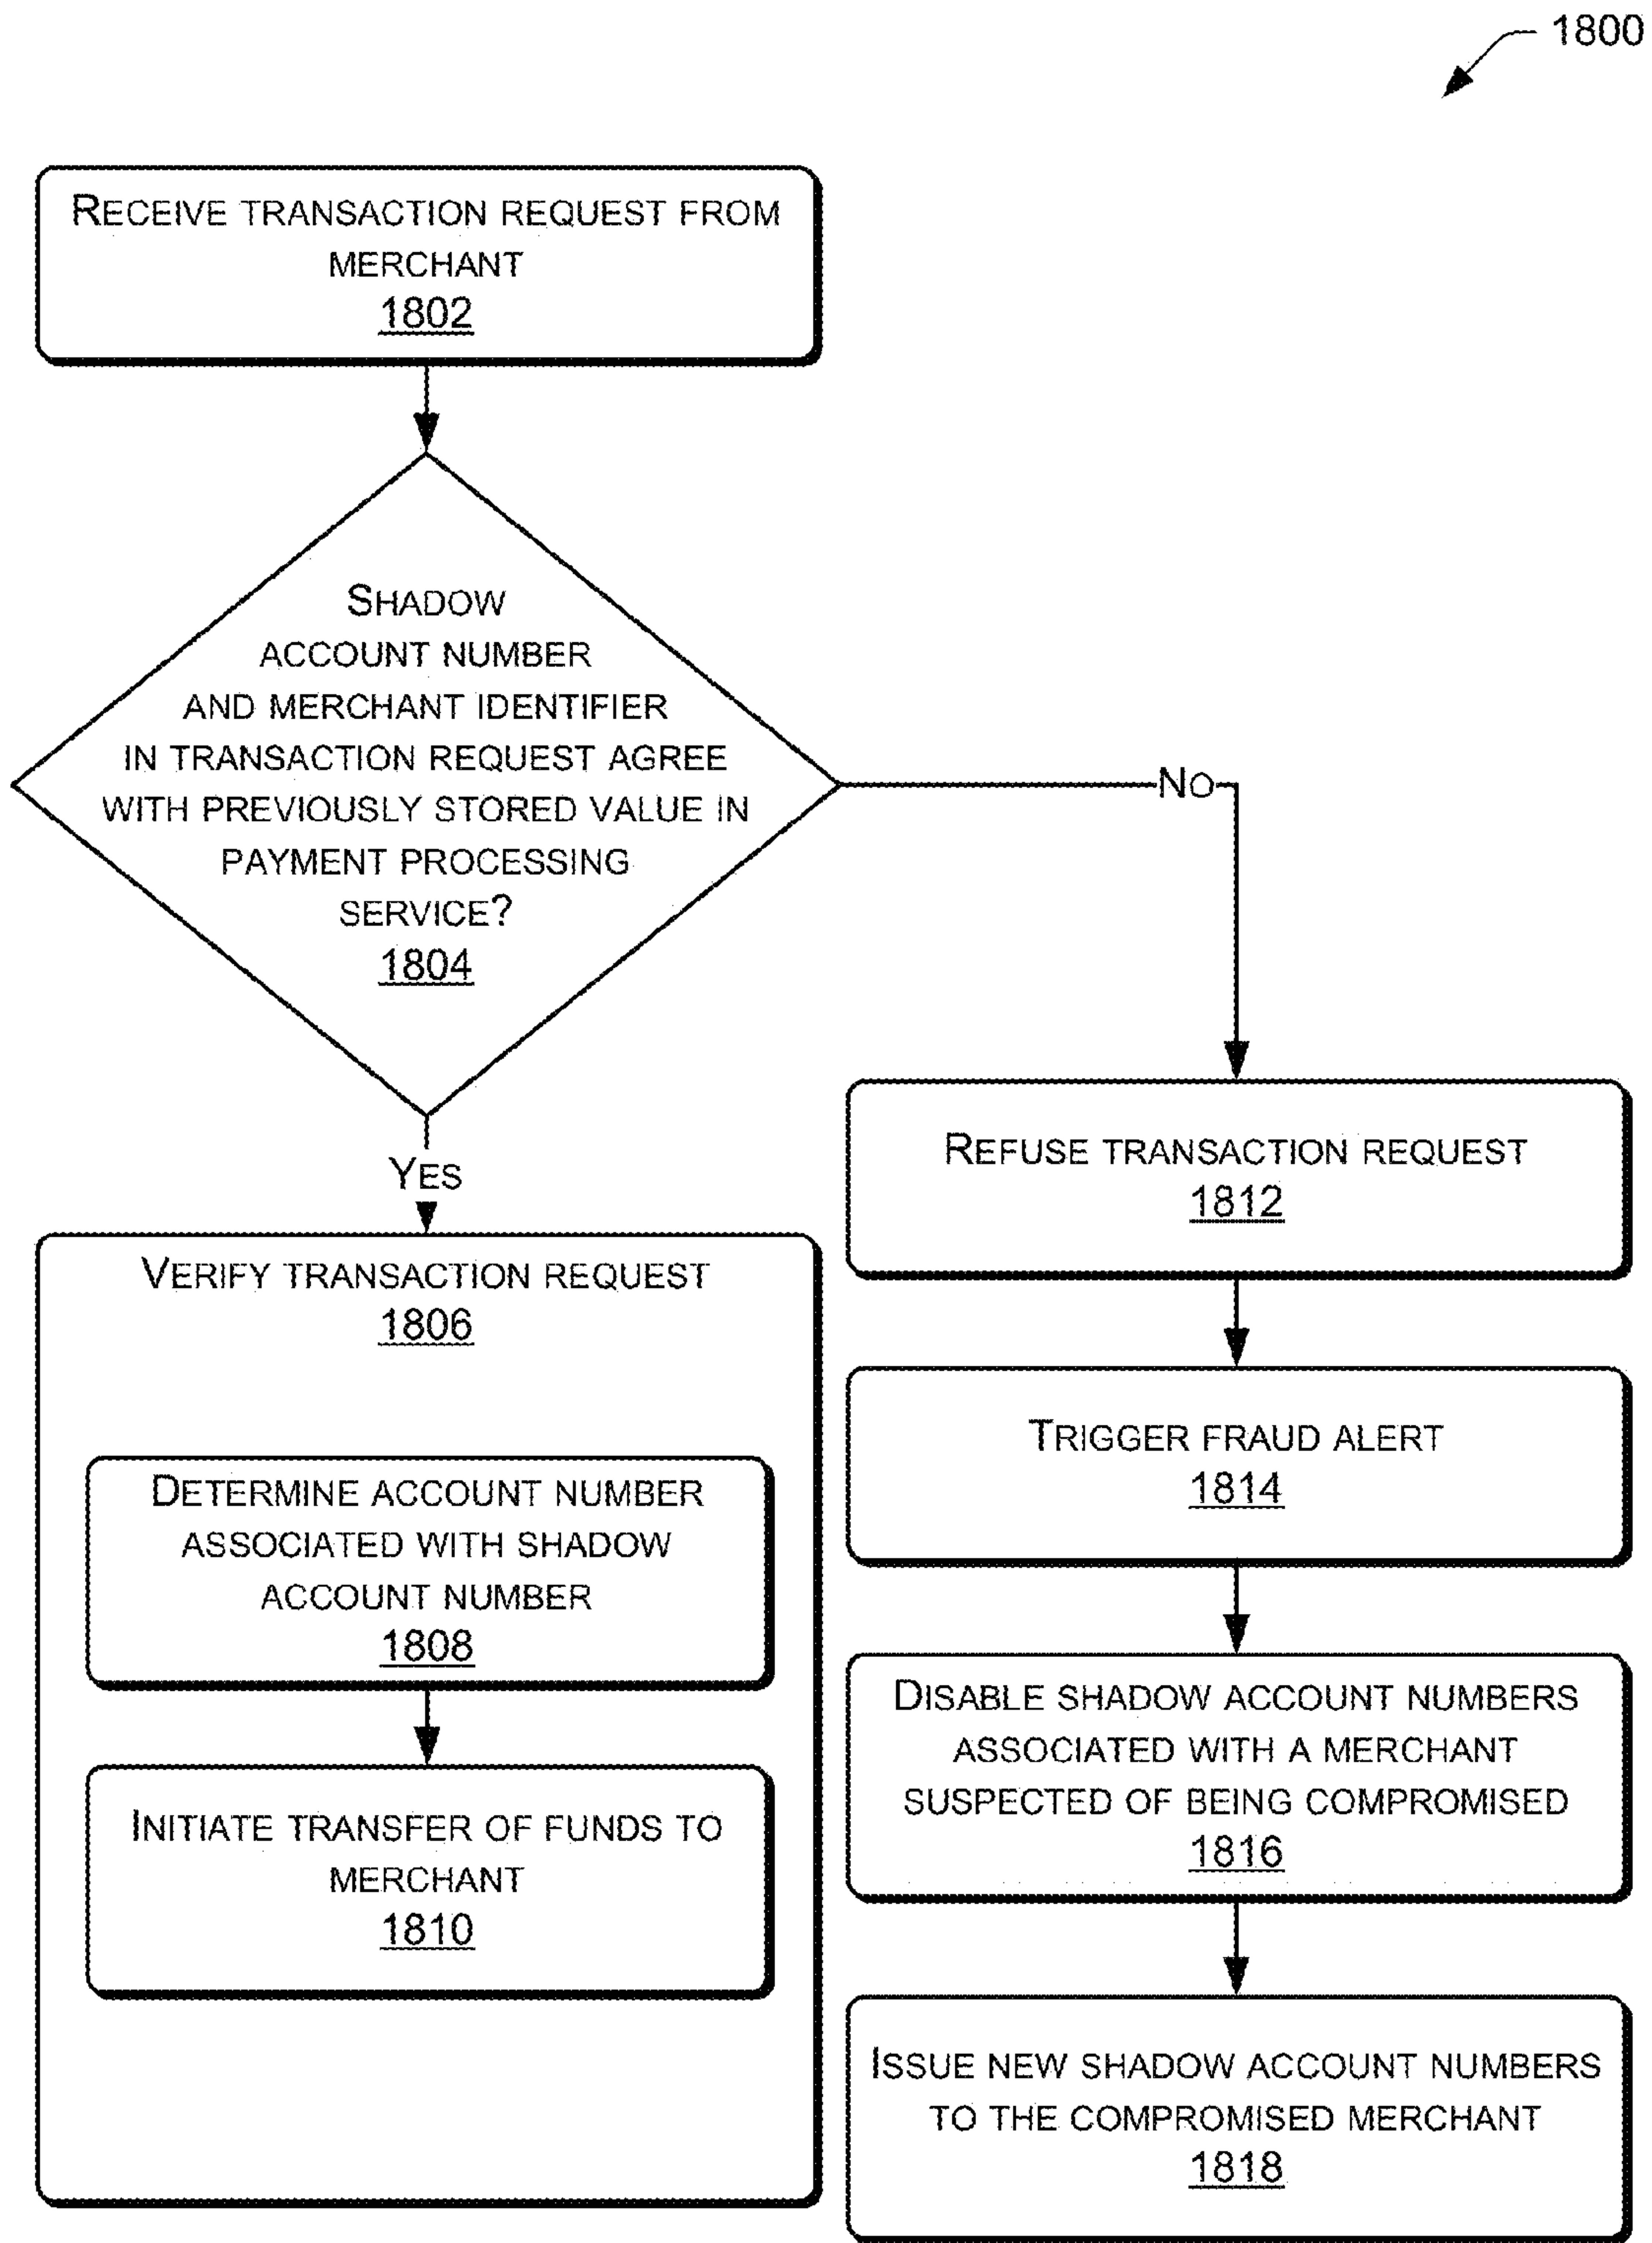 1800
RECEIVE TRANSACTION REQUEST FROM
MERCHANT
1802
SHADOW
ACCOUNT NUMBER
AND MERCHANT IDENTIFIER
IN TRANSACTION REQUEST AGREE
WITH PREVIOUSLY STORED VALUE IN
PAYMENT PROCESSING
SERVICE?
1804
NO
YES
VERIFY TRANSACTION REQUEST
1806
DETERMINE ACCOUNT NUMBER
ASSOCIATED WITH SHADOW
ACCOUNT NUMBER
1808
INITIATE TRANSFER OF FUNDS TO
MERCHANT
1810
REFUSE TRANSACTION REQUEST
1812
TRIGGER FRAUD ALERT
1814
DISABLE SHADOW ACCOUNT NUMBERS
ASSOCIATED WITH A MERCHANT
SUSPECTED OF BEING COMPROMISED
1816
ISSUE NEW SHADOW ACCOUNT NUMBERS
TO THE COMPROMISED MERCHANT
1818